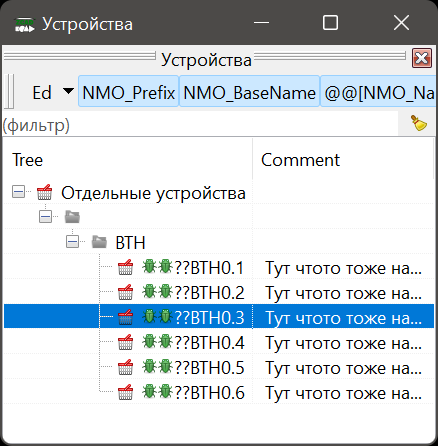 Устройства
Устройства
Ed NMO_Prefix NMO_BaseName @@[NMO_Na
(фильтр)
Tree Comment
Отдельные устройства
BTH
??BTH0.1 Тут чтото тоже на...
??BTH0.2 Тут чтото тоже на...
??BTH0.3 Тут чтото тоже на...
??BTH0.4 Тут чтото тоже на...
??BTH0.5 Тут чтото тоже на...
??BTH0.6 Тут чтото тоже на...